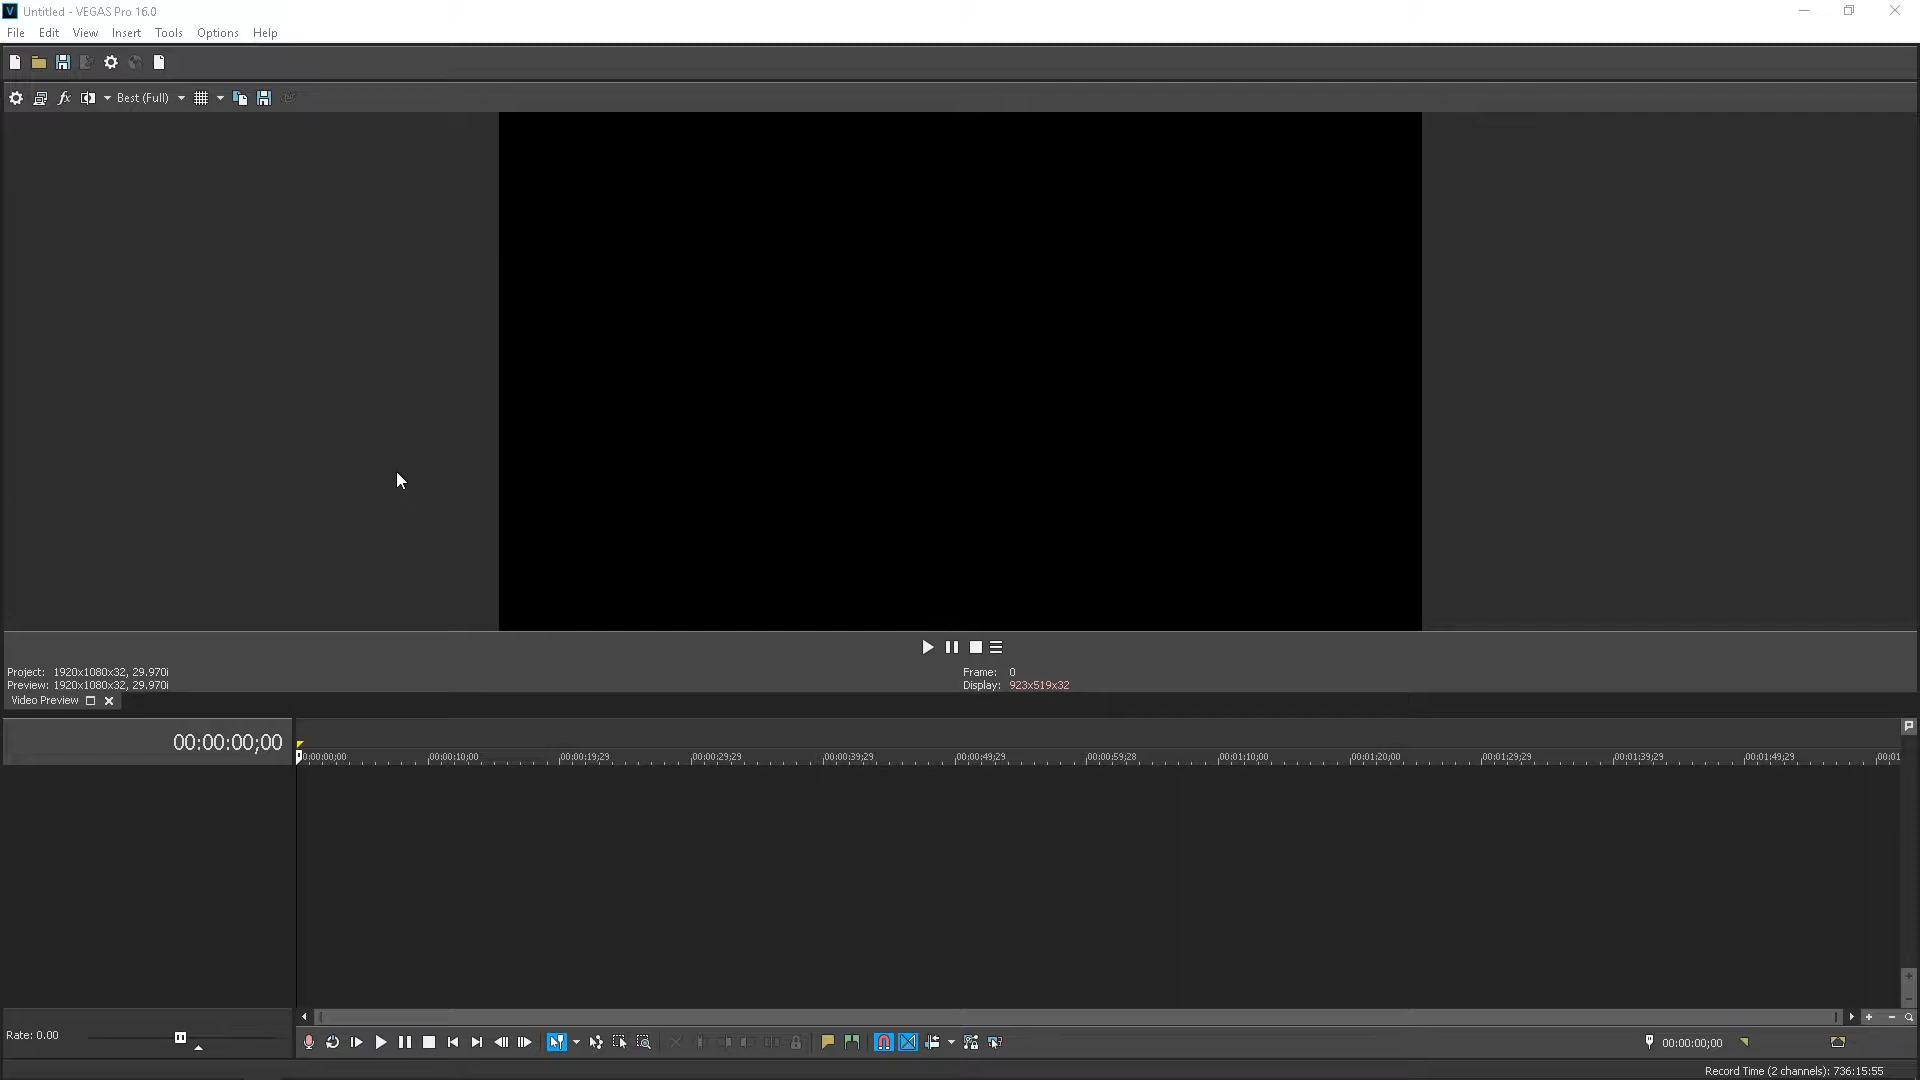 Untitled - VEGAS Pro 16.0
File Edit View Insert Tools Options Help
fx Best (Full)
Project: 1920x1080x32, 29.970i
Frame: 0
Preview: 1920x1080x32, 29.970i
Display: 923x519x32
Video Preview
00:00:00;00
00:00:00;00 00:00:10;00 00:00:19;29 00:00:29;29 00:00:39;29 00:00:49;29 00:00:59;28 00:01:10;00 00:01:20;00 00:01:29;29 00:01:39;29 00:01:49;29 00:01
Rate: 0.00
00:00:00;00
Record Time (2 channels): 736:15:55